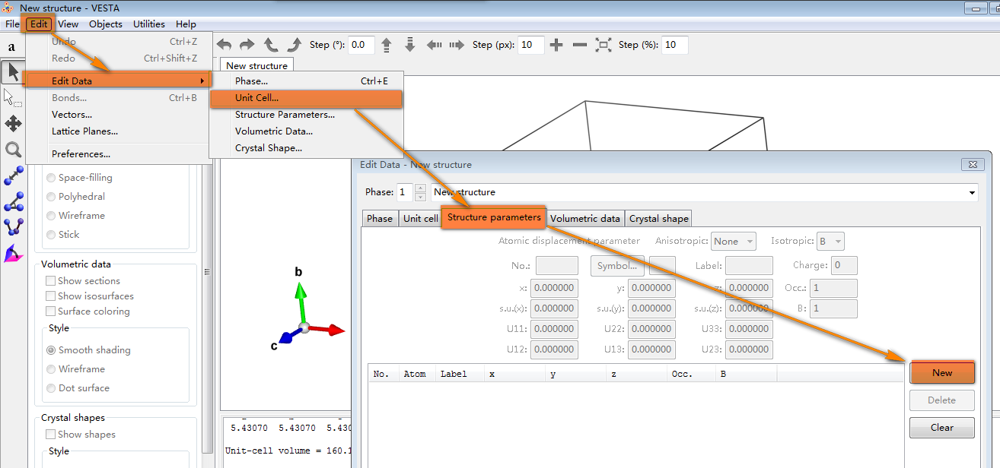 New structure - VESTA
File Edit View Objects Utilities Help
Undo Ctrl+Z
Redo Ctrl+Shift+Z
Edit Data
Bonds... Ctrl+B
Vectors...
Lattice Planes...
Preferences...
a
Step (°): 0.0
Step (px): 10
Step (%): 10
New structure
Phase... Ctrl+E
Unit Cell...
Structure Parameters...
Volumetric Data...
Crystal Shape...
Space-filling
Polyhedral
Wireframe
Stick
Volumetric data
Show sections
Show isosurfaces
Surface coloring
Style
Smooth shading
Wireframe
Dot surface
Crystal shapes
Show shapes
Style
b
c
5.43070 5.43070
Unit-cell volume = 160.1
Edit Data - New structure
Phase: 1 New structure
Phase Unit cell Structure parameters Volumetric data Crystal shape
Atomic displacement parameter Anisotropic: None Isotropic: B
No.: Symbol... Label: Charge: 0
x: 0.000000 y: 0.000000 z: 0.000000 Occ.: 1
s.u.(x): 0.000000 s.u.(y): 0.000000 s.u.(z): 0.000000 B: 1
U11: 0.000000 U22: 0.000000 U33: 0.000000
U12: 0.000000 U13: 0.000000 U23: 0.000000
No. Atom Label x y z Occ. B
New
Delete
Clear